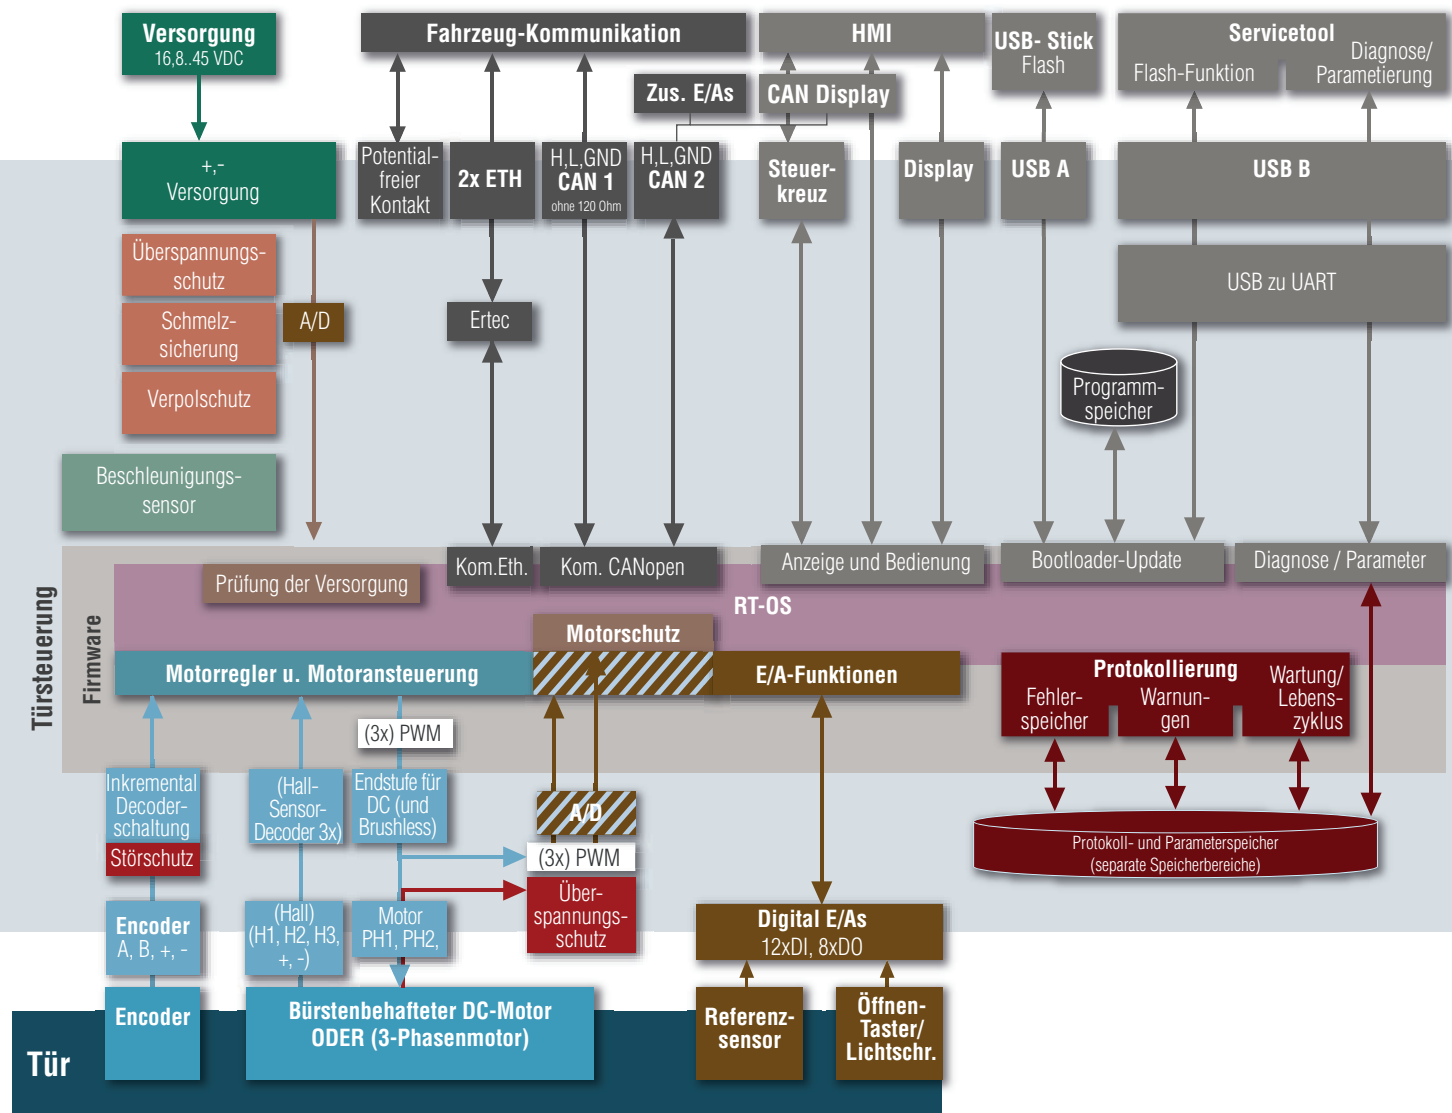 Versorgung
16,8..45 VDC
Fahrzeug-Kommunikation
HMI
USB- Stick
Flash
Servicetool
Flash-Funktion
Diagnose/
Parametierung
Zus. E/As
CAN Display
+,-
Versorgung
Potential-
freier
Kontakt
2x ETH
H,L,GND
CAN 1
ohne 120 Ohm
H,L,GND
CAN 2
Steuer-
kreuz
Display
USB A
USB B
Überspannungs-
schutz
Schmelz-
sicherung
A/D
Ertec
USB zu UART
Verpolschutz
Programm-
speicher
Beschleunigungs-
sensor
Türsteuerung
Firmware
Prüfung der Versorgung
Kom.Eth.
Kom. CANopen
Anzeige und Bedienung
Bootloader-Update
Diagnose / Parameter
RT-OS
Motorschutz
Motorregler u. Motoransteuerung
E/A-Funktionen
Protokollierung
Fehler-
speicher
Warnun-
gen
Wartung/
Lebens-
zyklus
(3x) PWM
Inkremental
Decoder-
schaltung
Störschutz
(Hall-
Sensor-
Decoder 3x)
Endstufe für
DC (und
Brushless)
A/D
(3x) PWM
Über-
spannungs-
schutz
Protokoll- und Parameterspeicher
(separate Speicherbereiche)
Encoder
A, B, +, -
(Hall)
(H1, H2, H3,
+, -)
Motor
PH1, PH2,
Digital E/As
12xDI, 8xDO
Tür
Encoder
Bürstenbehafteter DC-Motor
ODER (3-Phasenmotor)
Referenz-
sensor
Öffnen-
Taster/
Lichtschr.